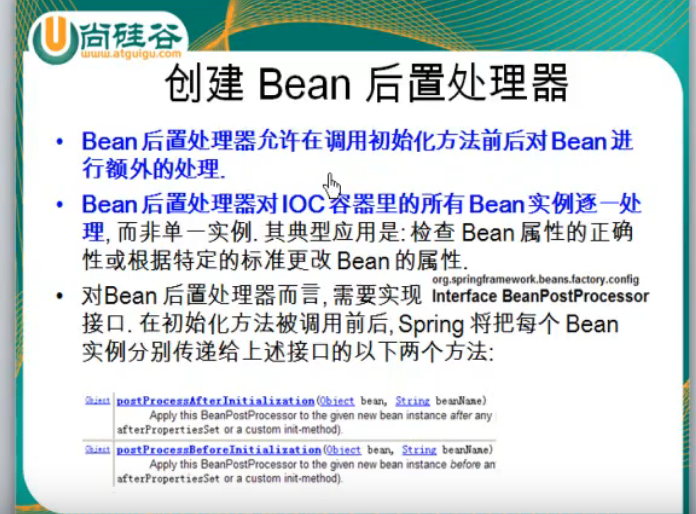 尚硅谷
www.atguigu.com
创建 Bean 后置处理器
• Bean 后置处理器允许在调用初始化方法前后对 Bean 进
行额外的处理.
• Bean 后置处理器对IOC 容器里的所有 Bean 实例逐一处
理, 而非单一实例. 其典型应用是: 检查 Bean 属性的正确
性或根据特定的标准更改 Bean 的属性.
org.springframework.beans.factory.config
• 对Bean 后置处理器而言, 需要实现 Interface BeanPostProcessor
接口. 在初始化方法被调用前后, Spring 将把每个 Bean
实例分别传递给上述接口的以下两个方法:
Object postProcessAfterInitialization(Object bean, String beanName)
Apply this BeanPostProcessor to the given new bean instance after any
afterPropertiesSet or a custom init-method).
Object postProcessBeforeInitialization(Object bean, String beanName)
Apply this BeanPostProcessor to the given new bean instance before an
afterPropertiesSet or a custom init-method).